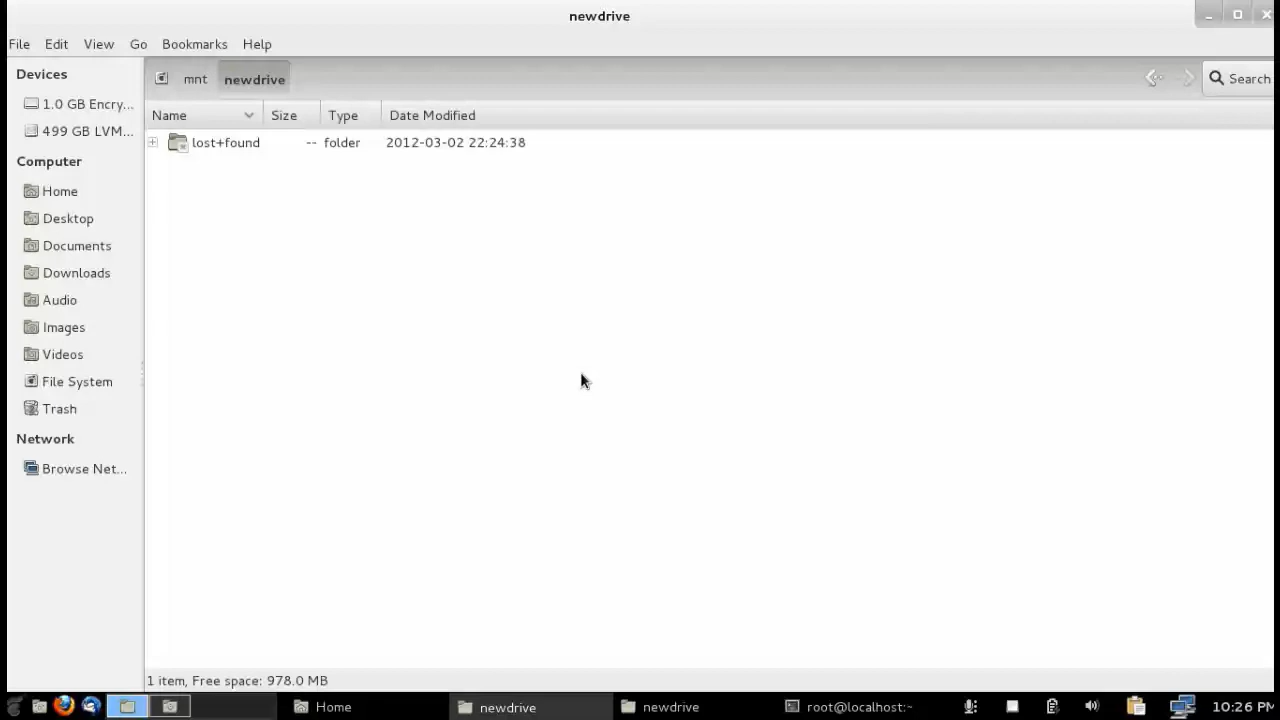 newdrive
File Edit View Go Bookmarks Help
Devices
1.0 GB Encry...
499 GB LVM...
Computer
Home
Desktop
Documents
Downloads
Audio
Images
Videos
File System
Trash
Network
Browse Net...
mnt newdrive Search
Name Size Type Date Modified
lost+found -- folder 2012-03-02 22:24:38
1 item, Free space: 978.0 MB
Home newdrive newdrive root@localhost:~ 10:26 PM